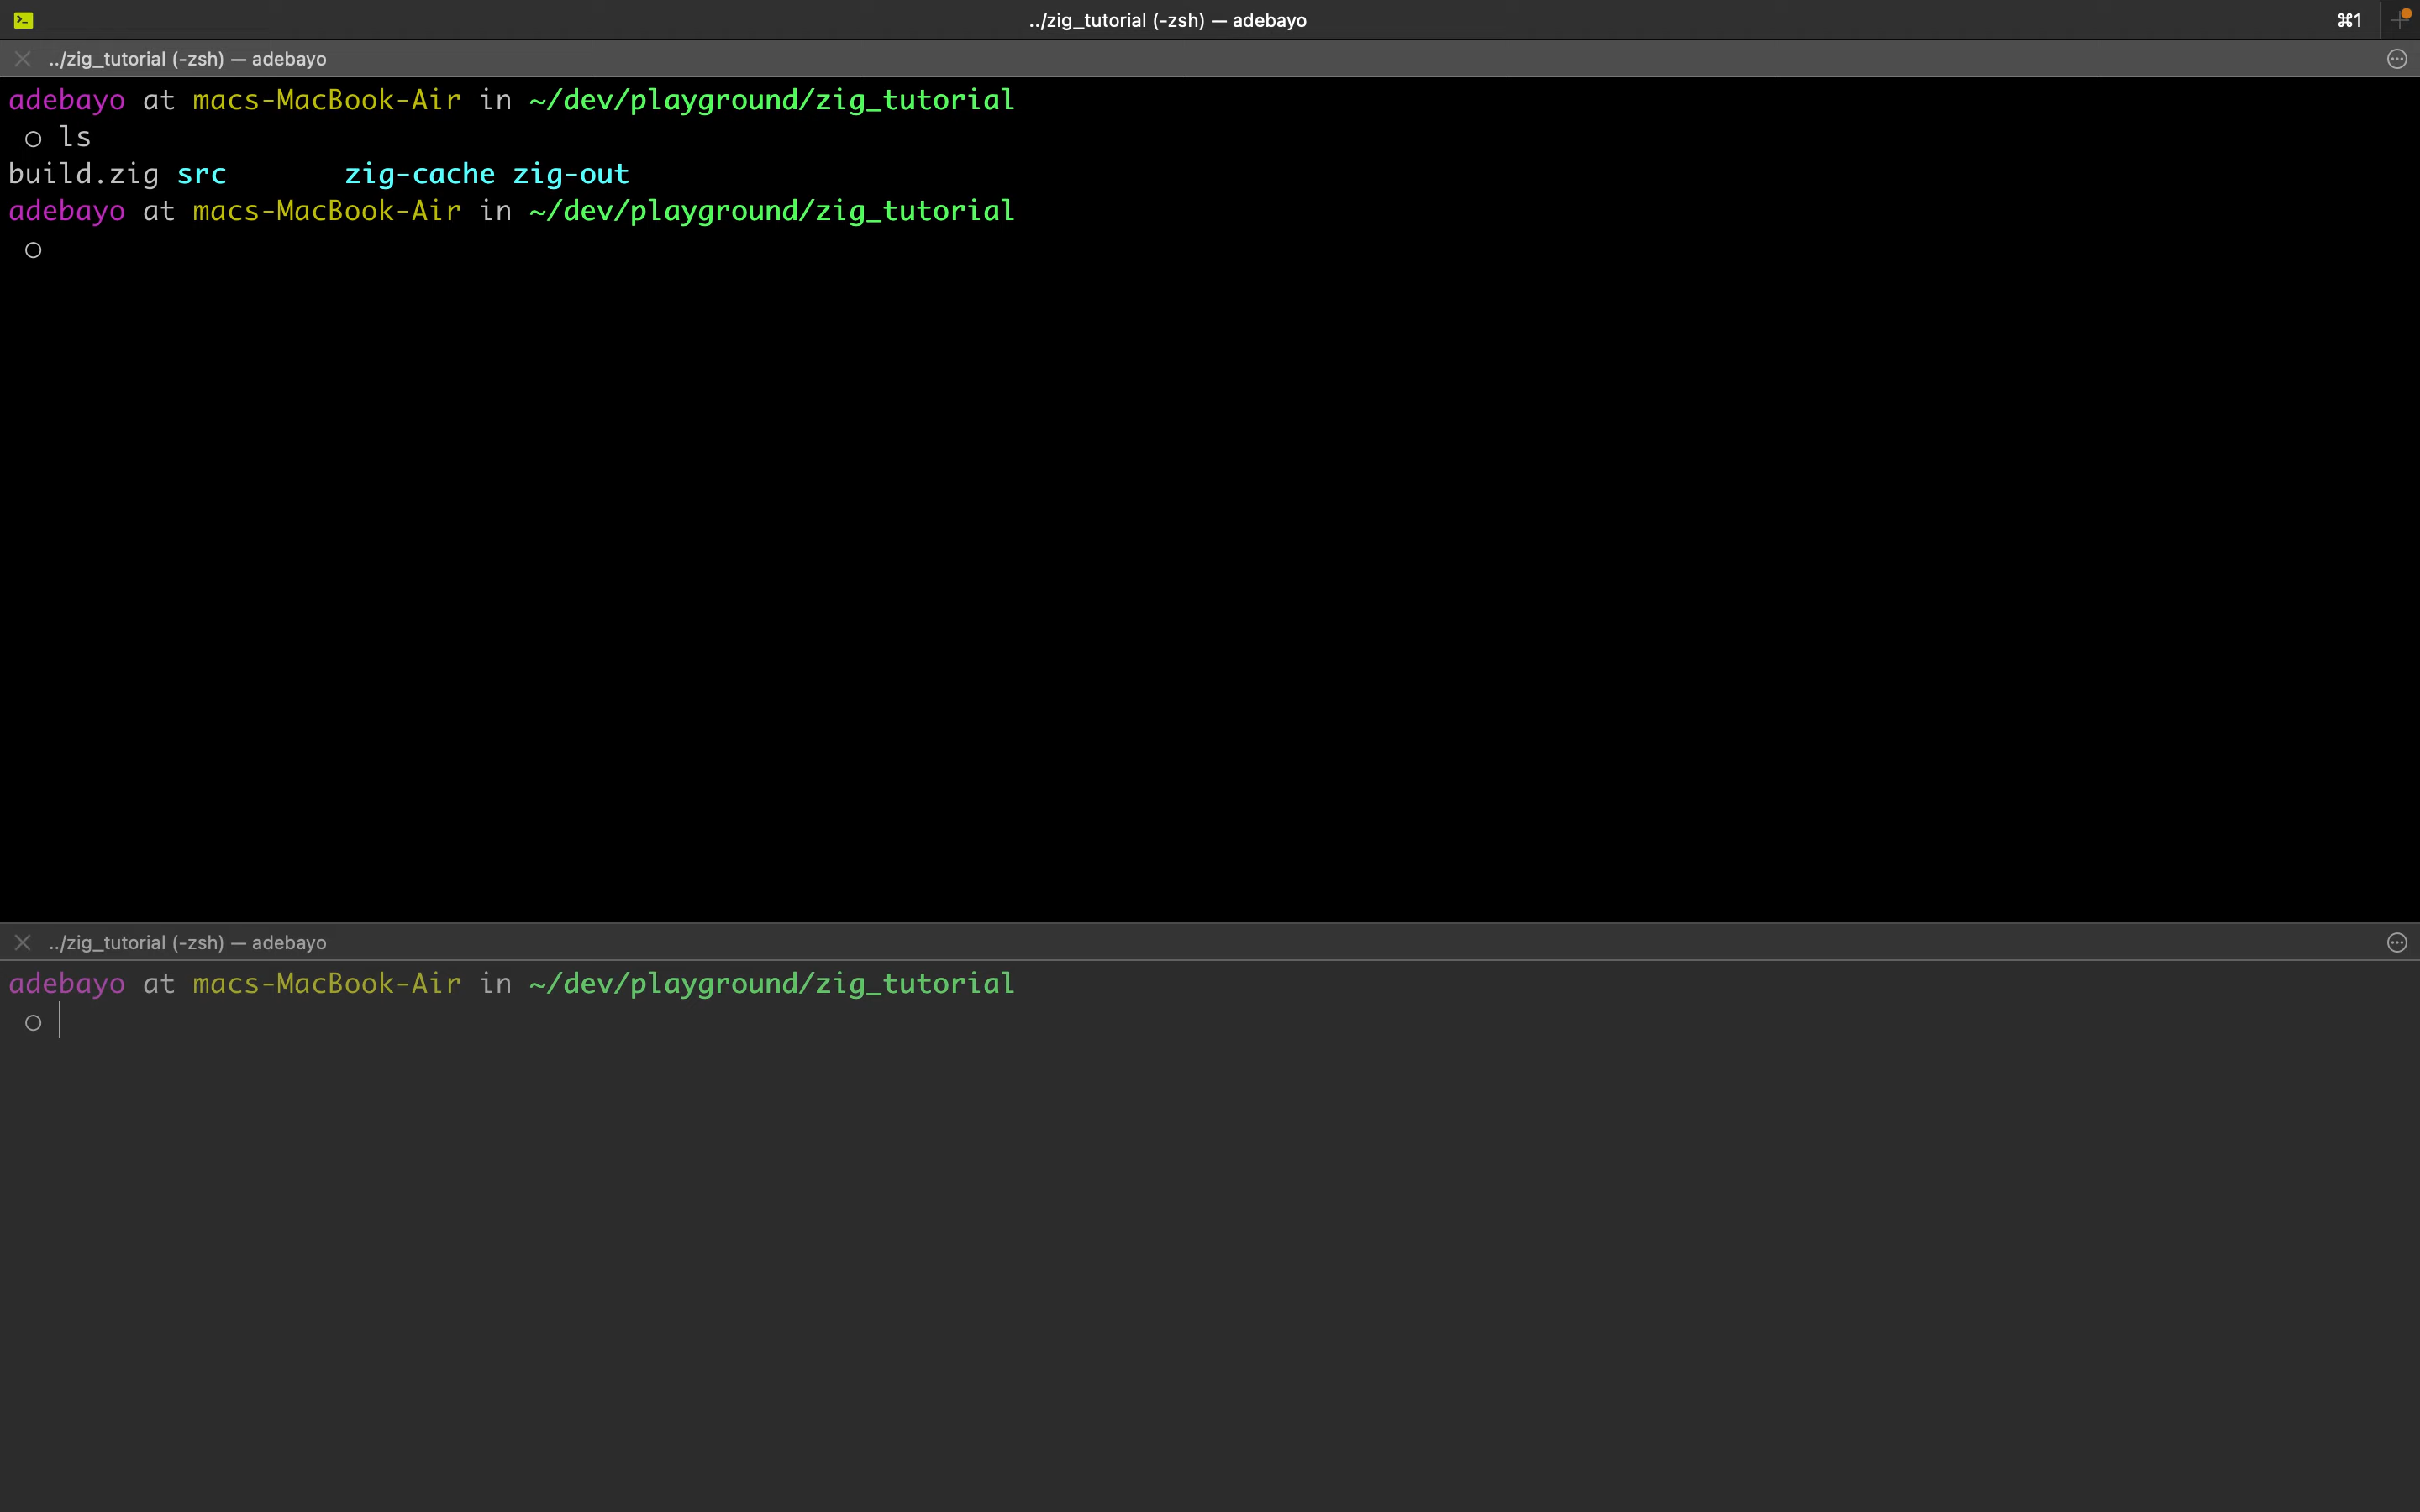 ../zig_tutorial (-zsh) — adebayo ⌘1
../zig_tutorial (-zsh) — adebayo
adebayo at macs-MacBook-Air in ~/dev/playground/zig_tutorial
○ ls
build.zig src zig-cache zig-out
adebayo at macs-MacBook-Air in ~/dev/playground/zig_tutorial
○
../zig_tutorial (-zsh) — adebayo
adebayo at macs-MacBook-Air in ~/dev/playground/zig_tutorial
○